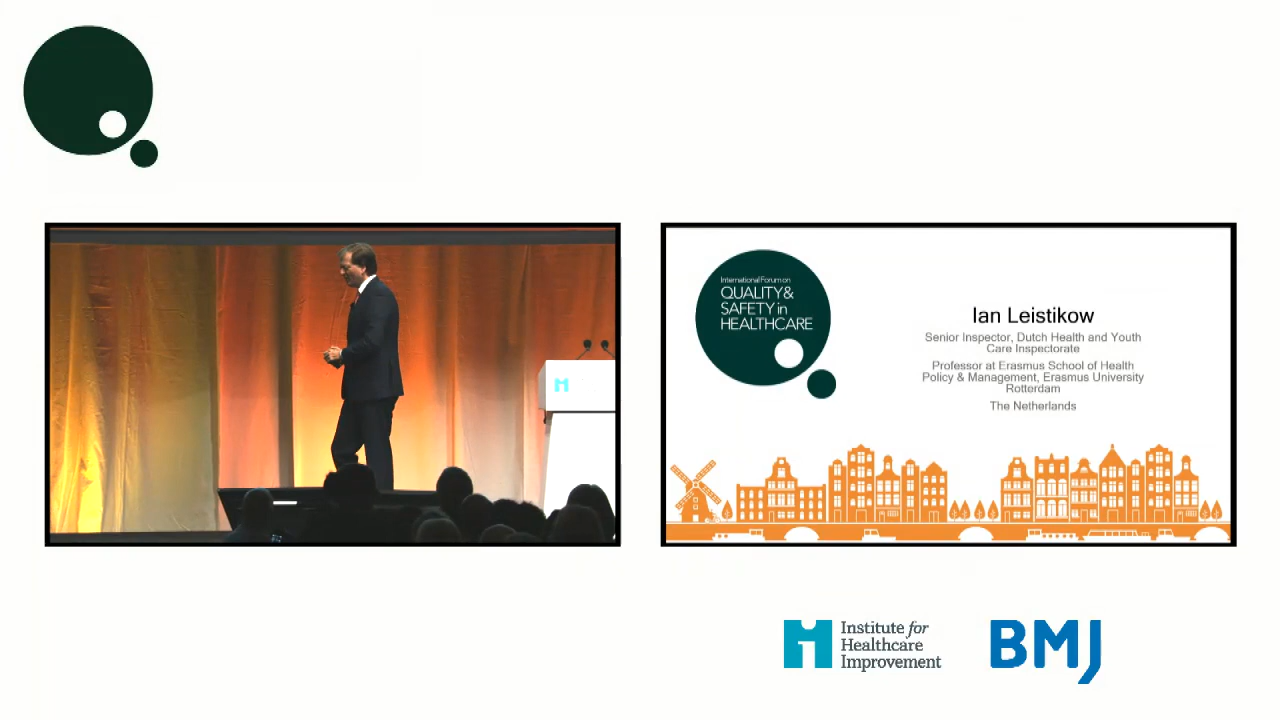 International Forum on
QUALITY &
SAFETY in
HEALTHCARE
Ian Leistikow
Senior Inspector, Dutch Health and Youth
Care Inspectorate
Professor at Erasmus School of Health
Policy & Management, Erasmus University
Rotterdam
The Netherlands
Institute for
Healthcare
Improvement
BMJ